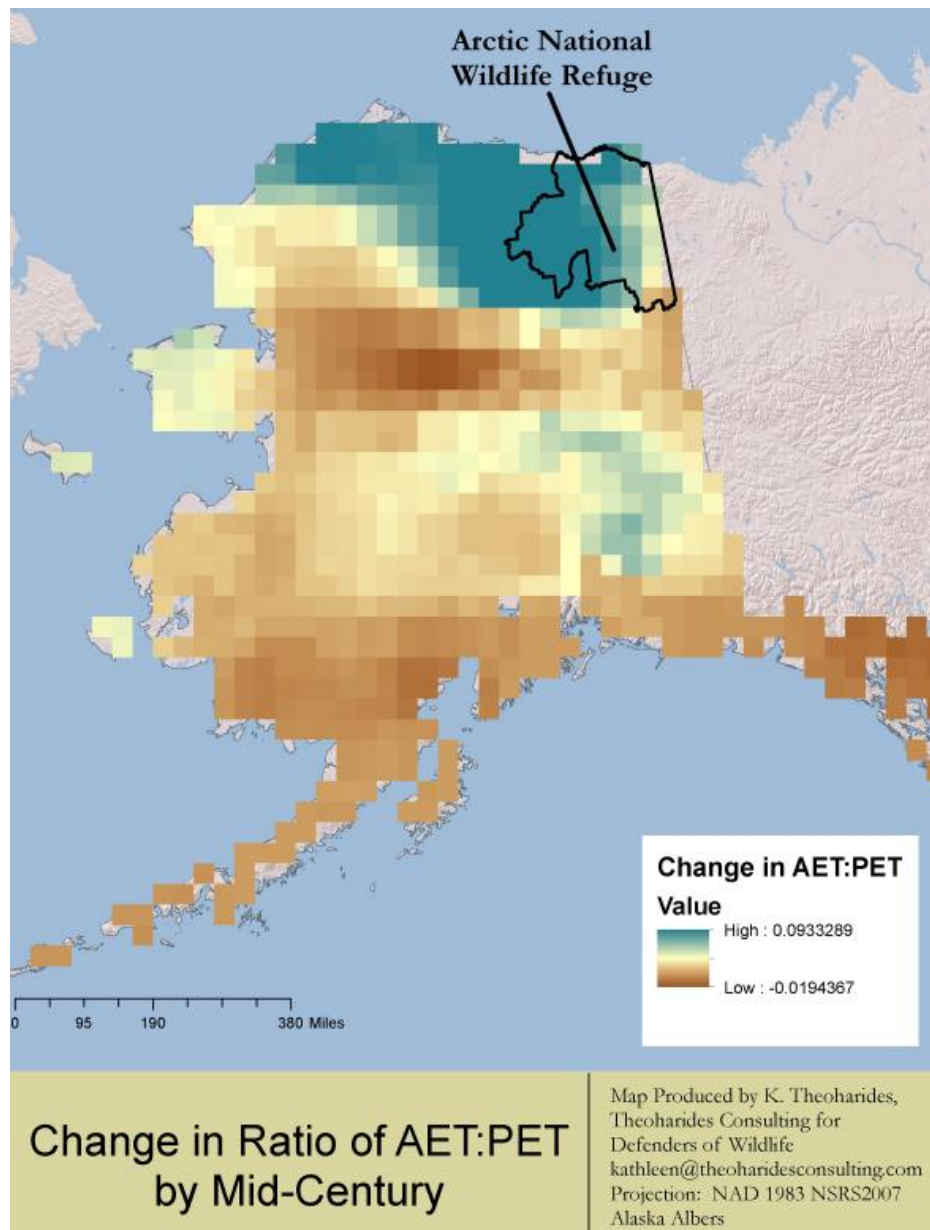 Arctic National
Wildlife Refuge
Change in AET:PET
Value
High : 0.0933289
Low : -0.0194367
0 95 190 380 Miles
Change in Ratio of AET:PET
by Mid-Century
Map Produced by K. Theoharides,
Theoharides Consulting for
Defenders of Wildlife
kathleen@theoharidesconsulting.com
Projection: NAD 1983 NSRS2007
Alaska Albers